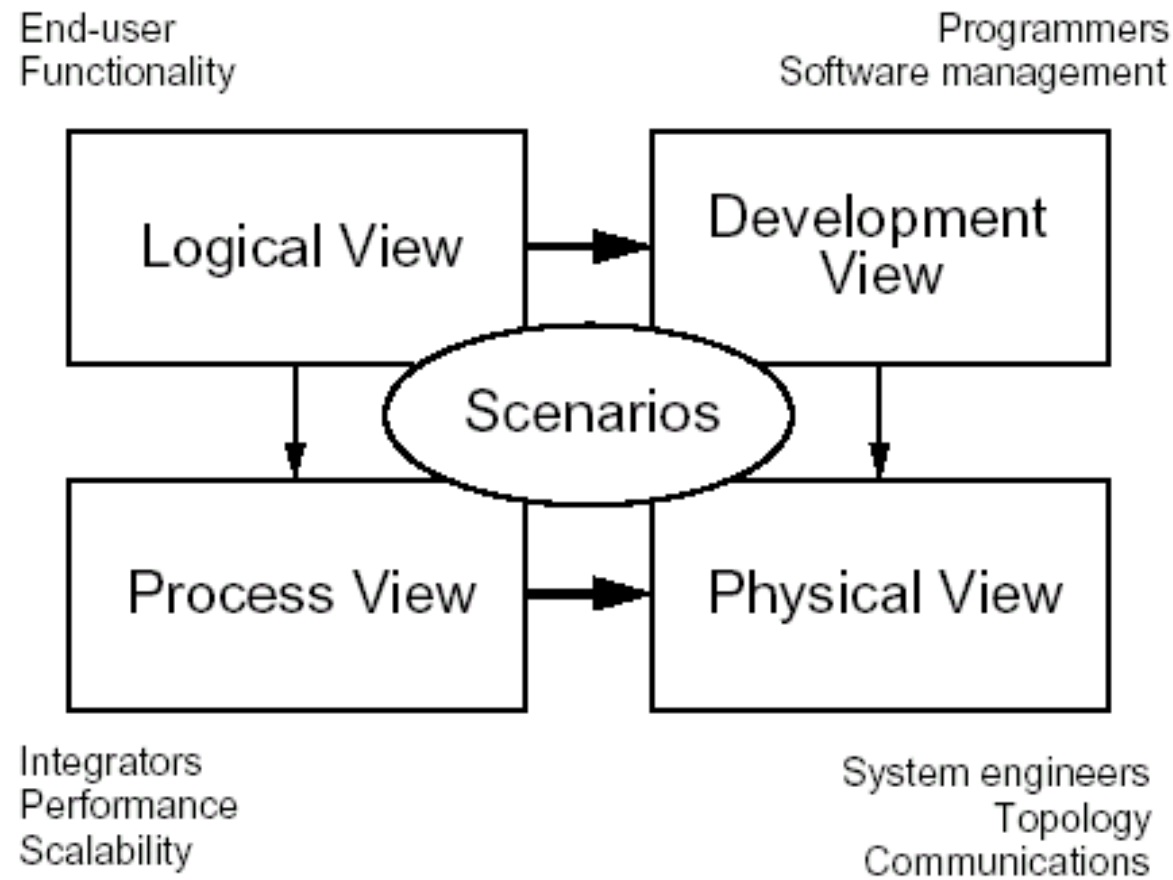 End-user
Functionality
Programmers
Software management
Logical View
Development
View
Scenarios
Process View
Physical View
Integrators
Performance
Scalability
System engineers
Topology
Communications